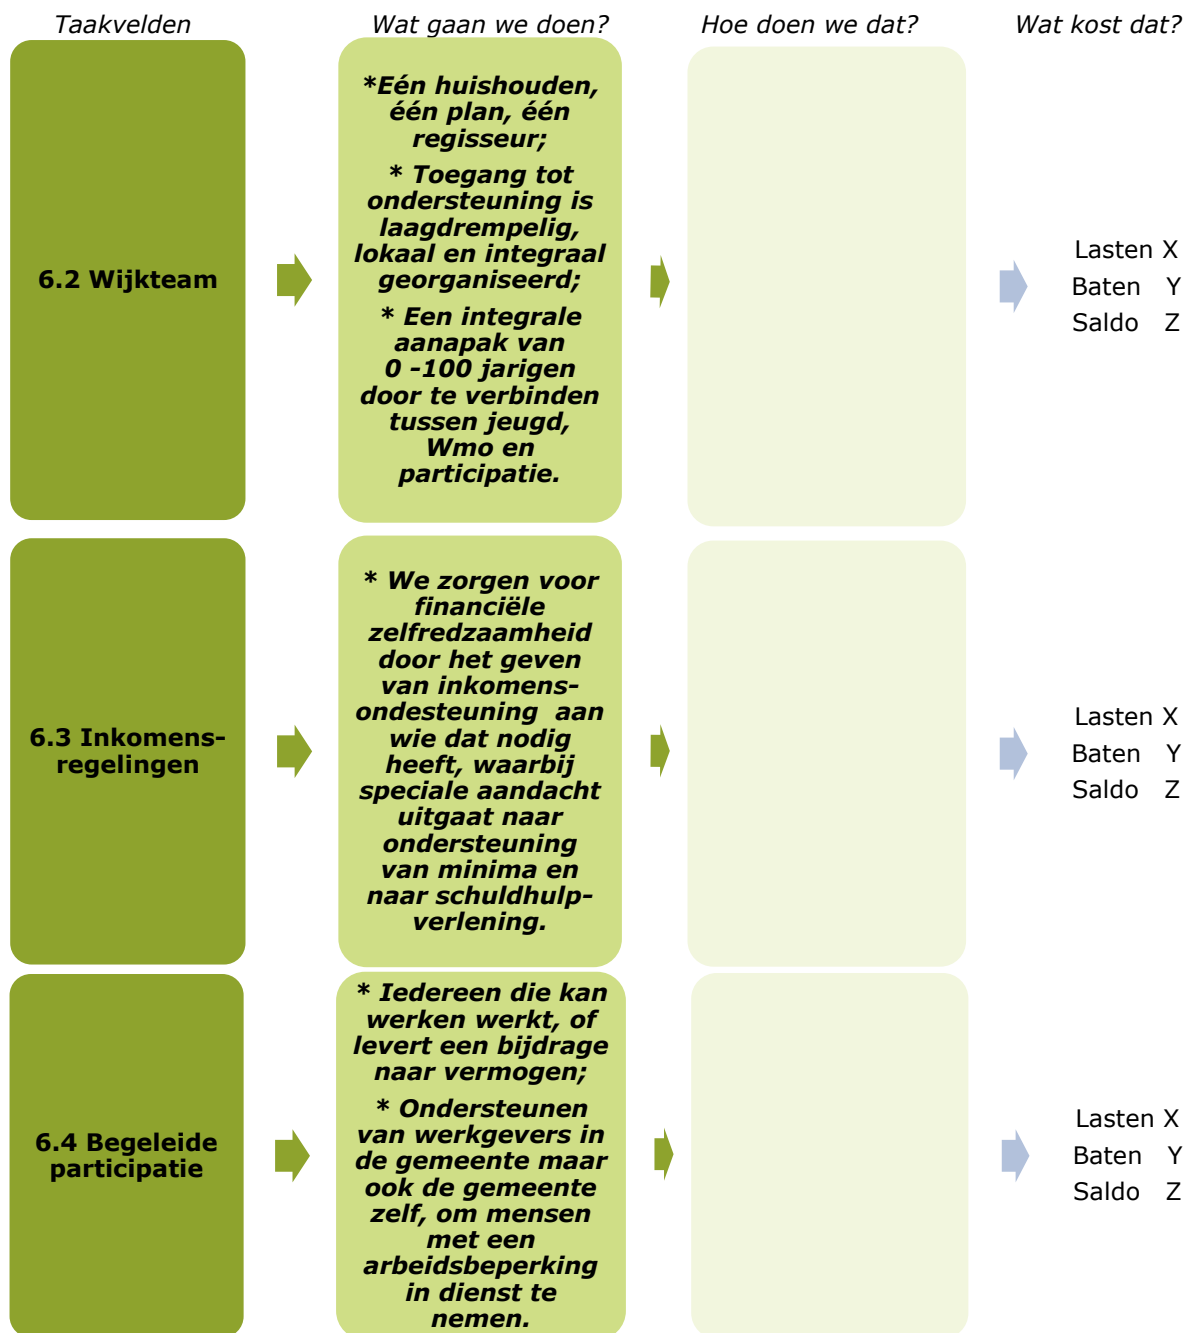 Taakvelden
Wat gaan we doen?
Hoe doen we dat?
Wat kost dat?
6.2 Wijkteam
*Eén huishouden,
één plan, één
regisseur;
* Toegang tot
ondersteuning is
laagdrempelig,
lokaal en integraal
georganiseerd;
* Een integrale
aanapak van
0 -100 jarigen
door te verbinden
tussen jeugd,
Wmo en
participatie.
Lasten X
Baten Y
Saldo Z
6.3 Inkomens-
regelingen
* We zorgen voor
financiële
zelfredzaamheid
door het geven
van inkomens-
ondesteuning aan
wie dat nodig
heeft, waarbij
speciale aandacht
uitgaat naar
ondersteuning
van minima en
naar schuldhulp-
verlening.
Lasten X
Baten Y
Saldo Z
6.4 Begeleide
participatie
* Iedereen die kan
werken werkt, of
levert een bijdrage
naar vermogen;
* Ondersteunen
van werkgevers in
de gemeente maar
ook de gemeente
zelf, om mensen
met een
arbeidsbeperking
in dienst te
nemen.
Lasten X
Baten Y
Saldo Z